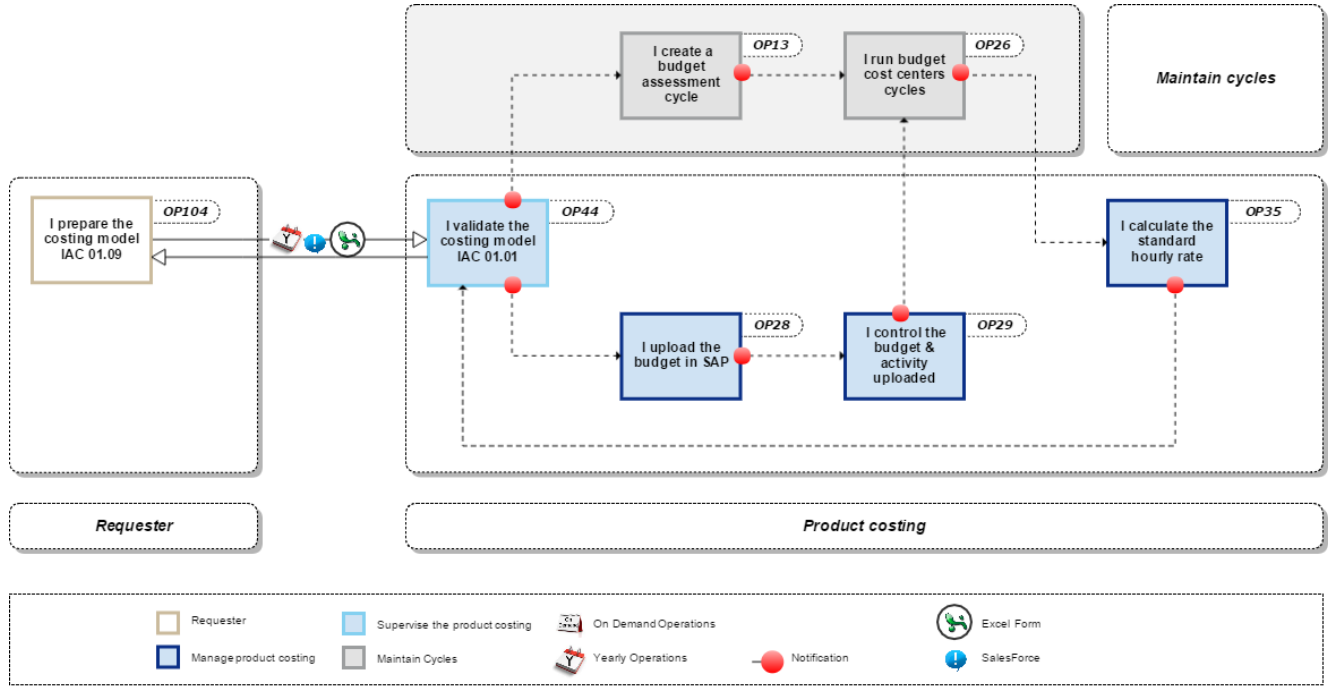 I create a
budget
assessment
cycle
OP13
I run budget
cost centers
cycles
OP26
Maintain cycles
I prepare the
costing model
IAC 01.09
OP104
Y
I validate the
costing model
IAC 01.01
OP44
I calculate the
standard
hourly rate
OP35
I upload the
budget in SAP
OP28
I control the
budget &
activity
uploaded
OP29
Requester
Product costing
Requester
Supervise the product costing
On Demand Operations
Excel Form
Manage product costing
Maintain Cycles
Y
Yearly Operations
Notification
SalesForce